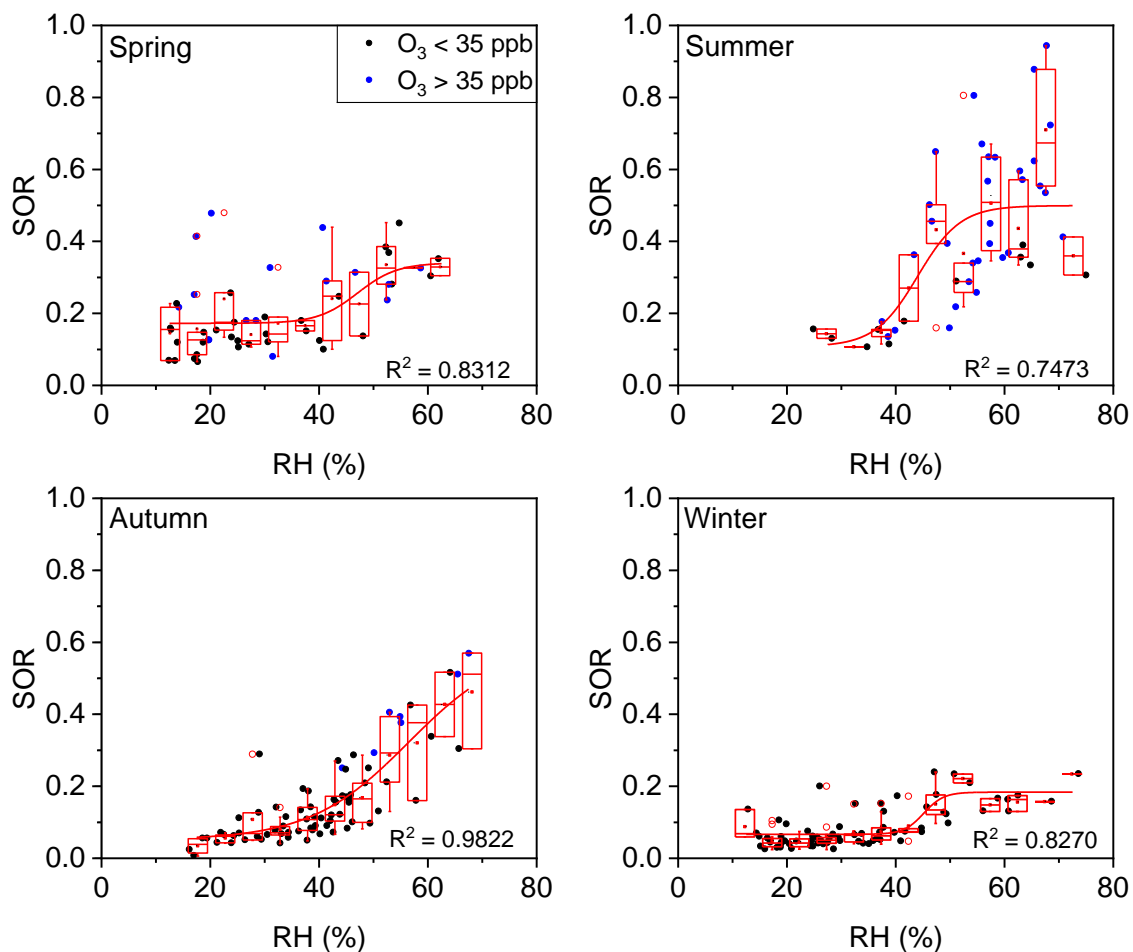 Spring
O₃ < 35 ppb
O₃ > 35 ppb
1.0
0.8
0.6
0.4
0.2
0.0
SOR
R² = 0.8312
0 20 40 60 80
RH (%)
Summer
1.0
0.8
0.6
0.4
0.2
0.0
SOR
R² = 0.7473
0 20 40 60 80
RH (%)
Autumn
1.0
0.8
0.6
0.4
0.2
0.0
SOR
R² = 0.9822
0 20 40 60 80
RH (%)
Winter
1.0
0.8
0.6
0.4
0.2
0.0
SOR
R² = 0.8270
0 20 40 60 80
RH (%)